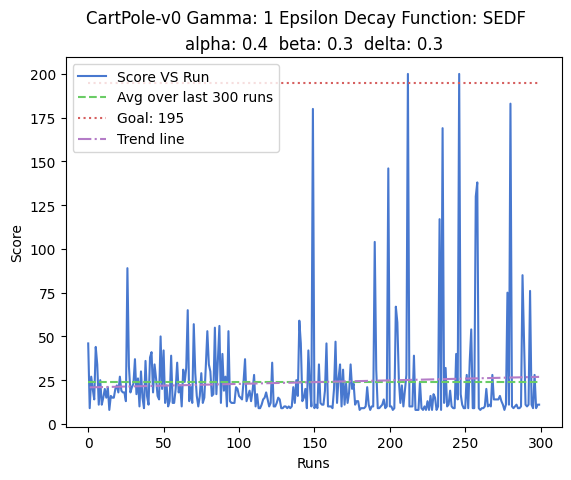 CartPole-v0 Gamma: 1 Epsilon Decay Function: SEDF
alpha: 0.4 beta: 0.3 delta: 0.3
Score VS Run
Avg over last 300 runs
Goal: 195
Trend line
200
175
150
125
100
75
50
25
0
Score
0
50
100
150
200
250
300
Runs